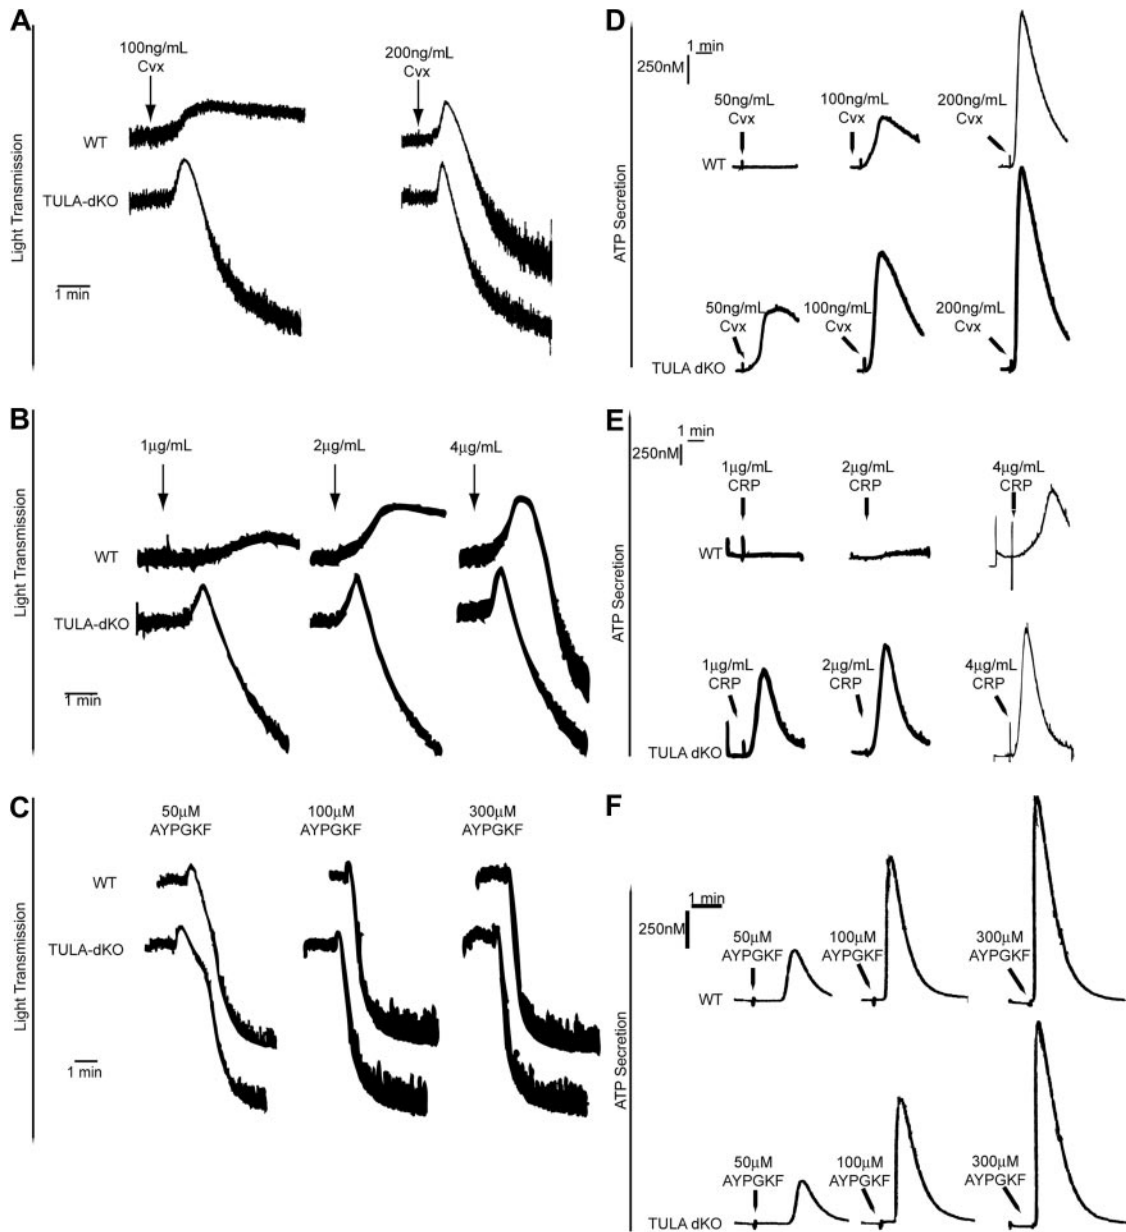 A
100ng/mL
Cvx
200ng/mL
Cvx
WT
TULA-dKO
1 min
Light Transmission
B
1µg/mL
2µg/mL
4µg/mL
WT
TULA-dKO
1 min
Light Transmission
C
50µM
AYPGKF
100µM
AYPGKF
300µM
AYPGKF
WT
TULA-dKO
1 min
Light Transmission
D
1 min
250nM
50ng/mL
Cvx
100ng/mL
Cvx
200ng/mL
Cvx
WT
50ng/mL
Cvx
100ng/mL
Cvx
200ng/mL
Cvx
TULA dKO
ATP Secretion
E
1 min
250nM
1µg/mL
CRP
2µg/mL
CRP
4µg/mL
CRP
WT
1µg/mL
CRP
2µg/mL
CRP
4µg/mL
CRP
TULA dKO
ATP Secretion
F
1 min
250nM
50µM
AYPGKF
100µM
AYPGKF
300µM
AYPGKF
WT
50µM
AYPGKF
100µM
AYPGKF
300µM
AYPGKF
TULA dKO
ATP Secretion